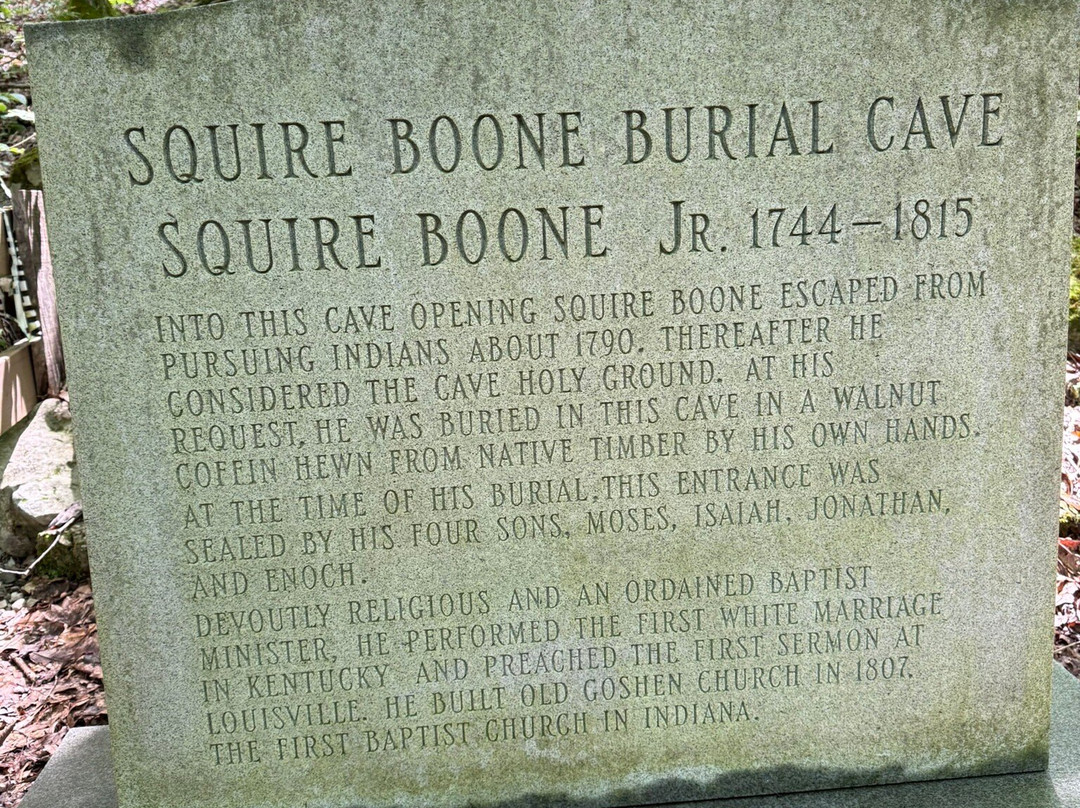 SQUIRE BOONE BURIAL CAVE
SQUIRE BOONE JR. 1744-1815
INTO THIS CAVE OPENING SQUIRE BOONE ESCAPED FROM
PURSUING INDIANS ABOUT 1790. THEREAFTER HE
CONSIDERED THE CAVE HOLY GROUND. AT HIS
REQUEST, HE WAS BURIED IN THIS CAVE IN A WALNUT
COFFIN HEWN FROM NATIVE TIMBER BY HIS OWN HANDS.
AT THE TIME OF HIS BURIAL, THIS ENTRANCE WAS
SEALED BY HIS FOUR SONS, MOSES, ISAIAH, JONATHAN,
AND ENOCH.
DEVOUTLY RELIGIOUS AND AN ORDAINED BAPTIST
MINISTER, HE PERFORMED THE FIRST WHITE MARRIAGE
IN KENTUCKY AND PREACHED THE FIRST SERMON AT
LOUISVILLE. HE BUILT OLD GOSHEN CHURCH IN 1807,
THE FIRST BAPTIST CHURCH IN INDIANA.